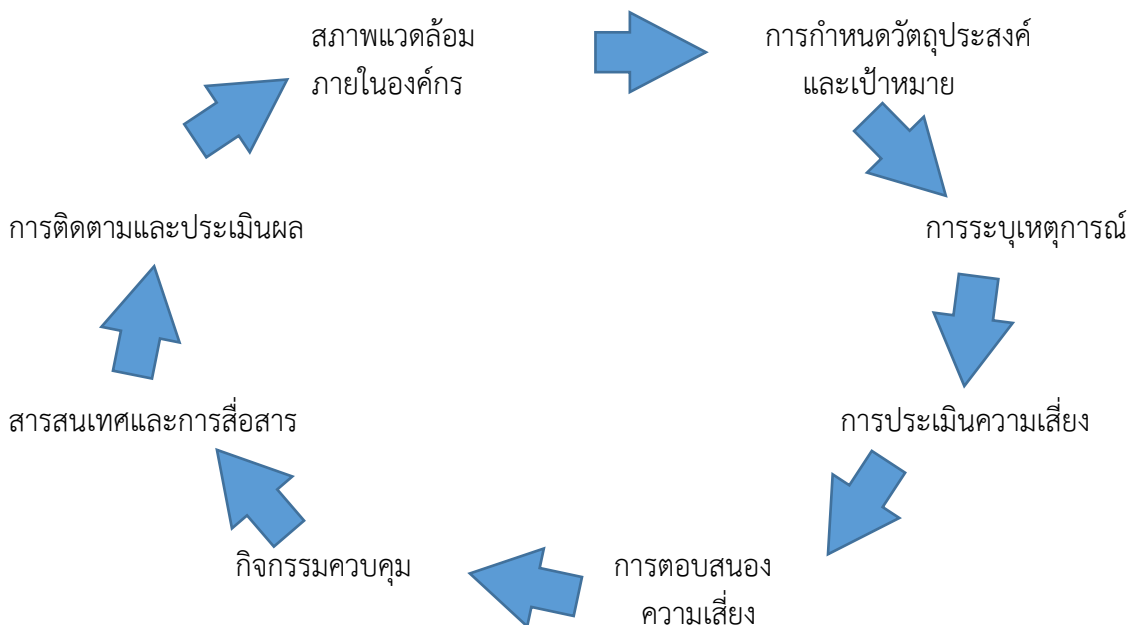 สภาพแวดล้อม
ภายในองค์กร
การกำหนดวัตถุประสงค์
และเป้าหมาย
การระบุเหตุการณ์
การประเมินความเสี่ยง
การตอบสนอง
ความเสี่ยง
กิจกรรมควบคุม
สารสนเทศและการสื่อสาร
การติดตามและประเมินผล